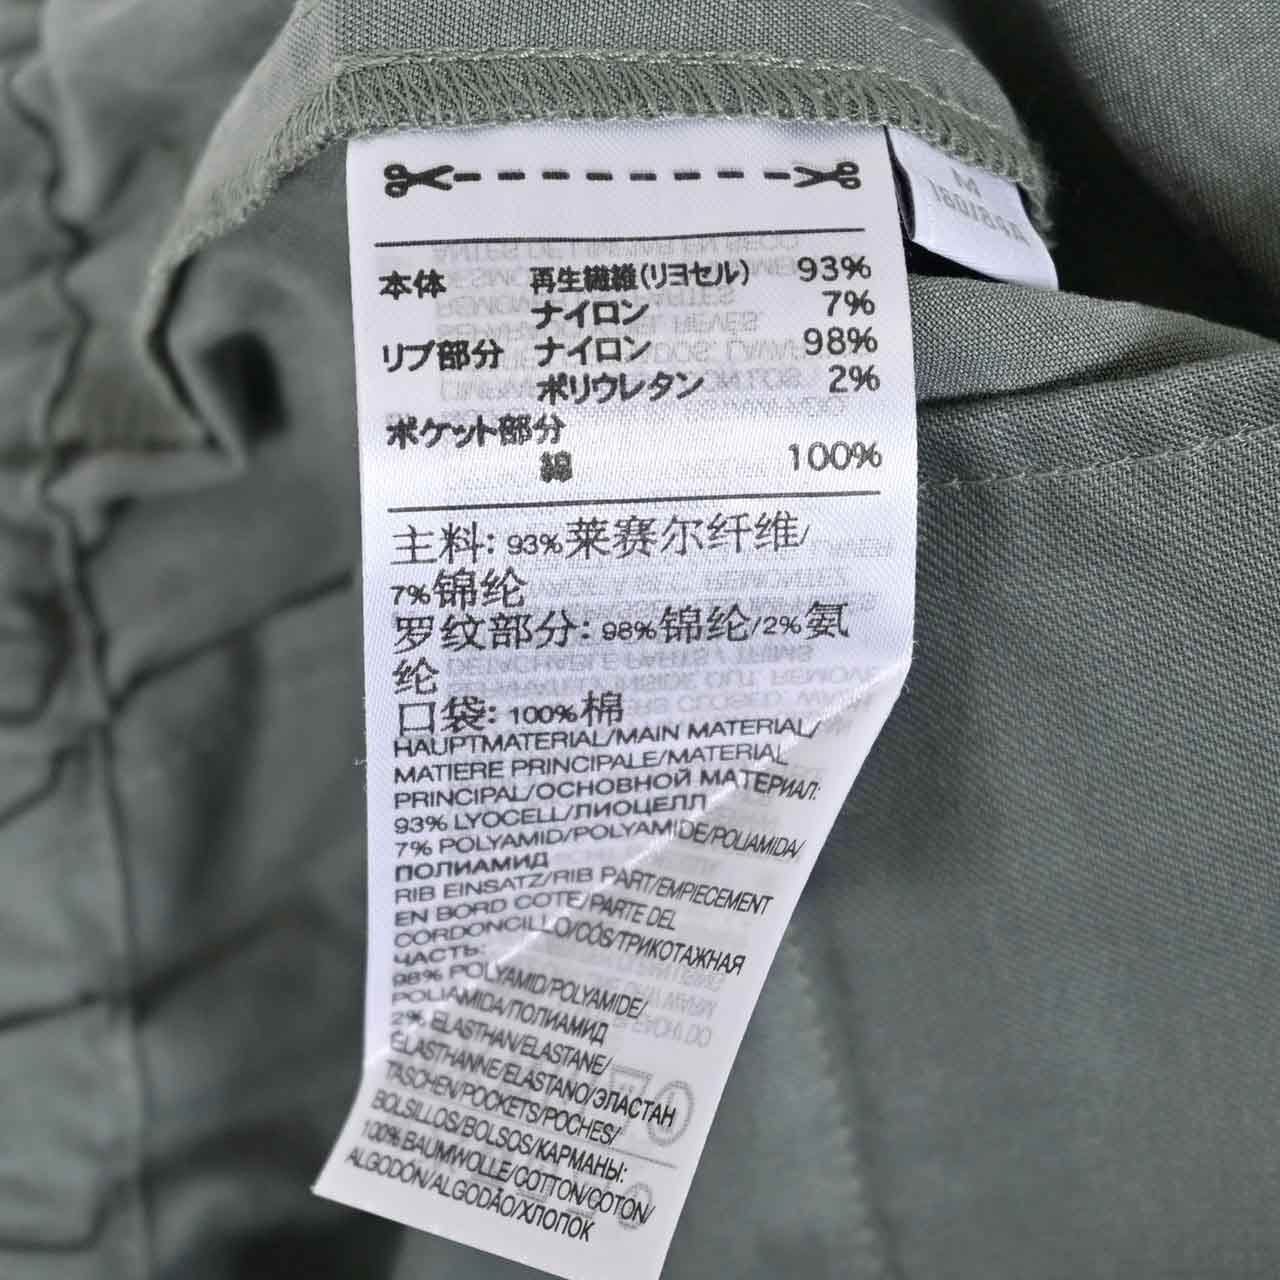 M
160/84A
本体 再生繊維(リヨセル) 93%
ナイロン 7%
リブ部分 ナイロン 98%
ポリウレタン 2%
ポケット部分
綿 100%
主料: 93%莱赛尔纤维/
7%锦纶
罗纹部分: 98%锦纶/2%氨
纶
口袋: 100%棉
HAUPTMATERIAL/MAIN MATERIAL/
MATIERE PRINCIPALE/MATERIAL
PRINCIPAL/ОСНОВНОЙ МАТЕРИАЛ:
93% LYOCELL/ЛИОЦЕЛЛ
7% POLYAMID/POLYAMIDE/POLIAMIDA/
ПОЛИАМИД
RIB EINSATZ/RIB PART/EMPIECEMENT
EN BORD COTE/PARTE DEL
CORDONCILLO/CÓS/ТРИКОТАЖНАЯ
ЧАСТЬ:
98% POLYAMID/POLYAMIDE/
POLIAMIDA/ПОЛИАМИД
2% ELASTHAN/ELASTANE/
ÉLASTHANNE/ELASTANO/ЭЛАСТАН
TASCHEN/POCKETS/POCHES/
BOLSILLOS/BOLSOS/КАРМАНЫ:
100% BAUMWOLLE/COTTON/COTON/
ALGODÓN/ALGODÃO/ХЛОПОК